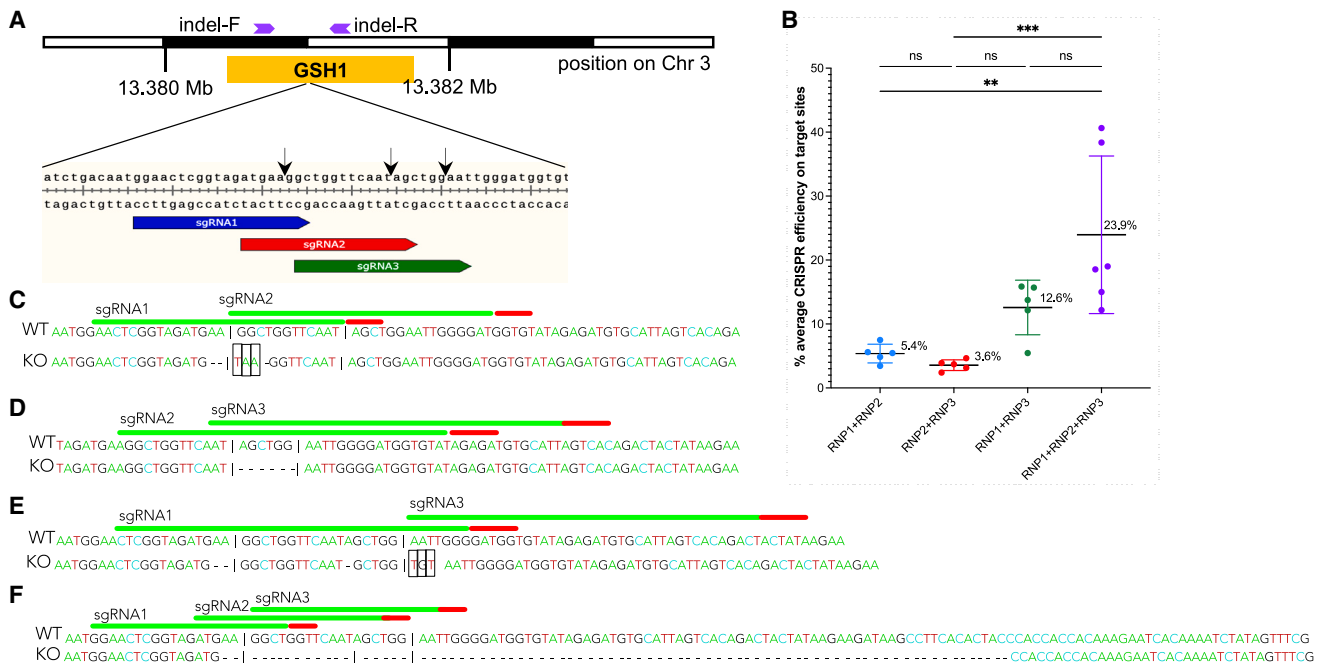 A
indel-F
indel-R
position on Chr 3
GSH1
13.380 Mb
13.382 Mb
atctgacaatggaactcggtagatgaaggctggttcaatagctggaattgggatggtgt
tagactgttaccttgagccatctacttccgaccaagttatcgaccttaaccctaccaca
sgRNA1
sgRNA2
sgRNA3
B
***
ns ns ns
**
% average CRISPR efficiency on target sites
50
40
30
20
10
0
5.4%
3.6%
12.6%
23.9%
RNP1+RNP2
RNP2+RNP3
RNP1+RNP3
RNP1+RNP2+RNP3
C
sgRNA2
sgRNA1
WT AATGGAACTCGGTAGATGAA|GGCTGGTTCAAT|AGCTGGAATTGGGGATGGTGTATAGAGATGTGCATTAGTCACAGA
KO AATGGAACTCGGTAGATG--|TAA-GGTTCAAT|AGCTGGAATTGGGGATGGTGTATAGAGATGTGCATTAGTCACAGA
D
sgRNA3
sgRNA2
WT TAGATGAAGGCTGGTTCAAT|AGCTGG|AATTGGGGATGGTGTATAGAGATGTGCATTAGTCACAGACTACTATAAGAA
KO TAGATGAAGGCTGGTTCAAT|------|AATTGGGGATGGTGTATAGAGATGTGCATTAGTCACAGACTACTATAAGAA
E
sgRNA3
sgRNA1
WT AATGGAACTCGGTAGATGAA|GGCTGGTTCAATAGCTGG|AATTGGGGATGGTGTATAGAGATGTGCATTAGTCACAGACTACTATAAGAA
KO AATGGAACTCGGTAGATG--|GGCTGGTTCAAT-GCTGG|TGT AATTGGGGATGGTGTATAGAGATGTGCATTAGTCACAGACTACTATAAGAA
F
sgRNA3
sgRNA2
sgRNA1
WT AATGGAACTCGGTAGATGAA|GGCTGGTTCAATAGCTGG|AATTGGGGATGGTGTATAGAGATGTGCATTAGTCACAGACTACTATAAGAAGATAAGCCTTCACACTACCCACCACCACAAAGAATCACAAAATCTATAGTTTCG
KO AATGGAACTCGGTAGATG--|------------|------|------------------------------------------------------------CCACCACCACAAAGAATCACAAAATCTATAGTTTCG